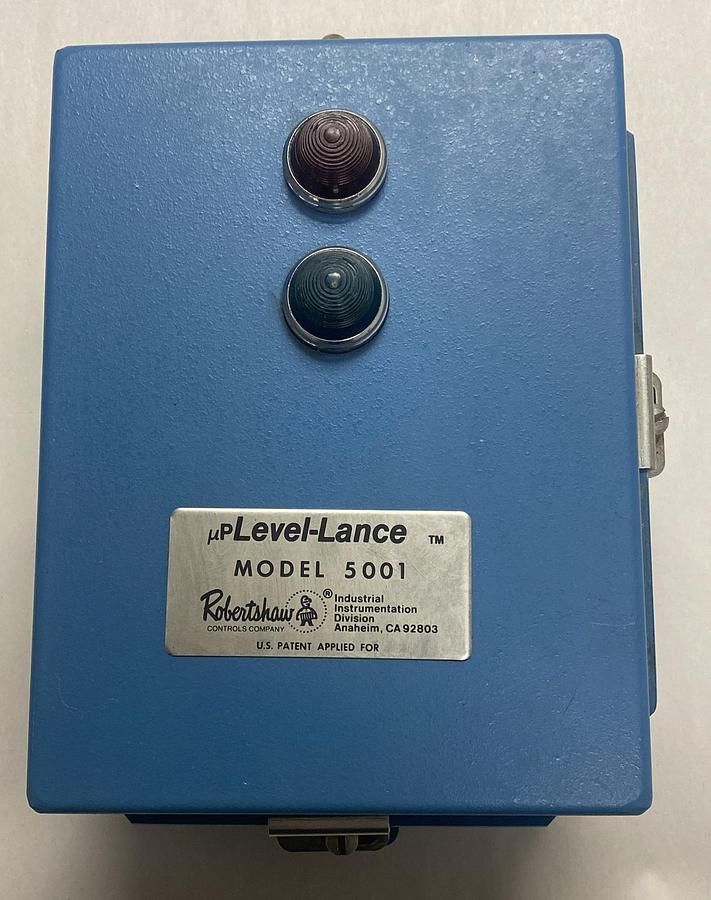 µPLevel-Lance ™
MODEL 5001
Robertshaw ®
CONTROLS COMPANY
Industrial
Instrumentation
Division
Anaheim, CA 92803
U.S. PATENT APPLIED FOR